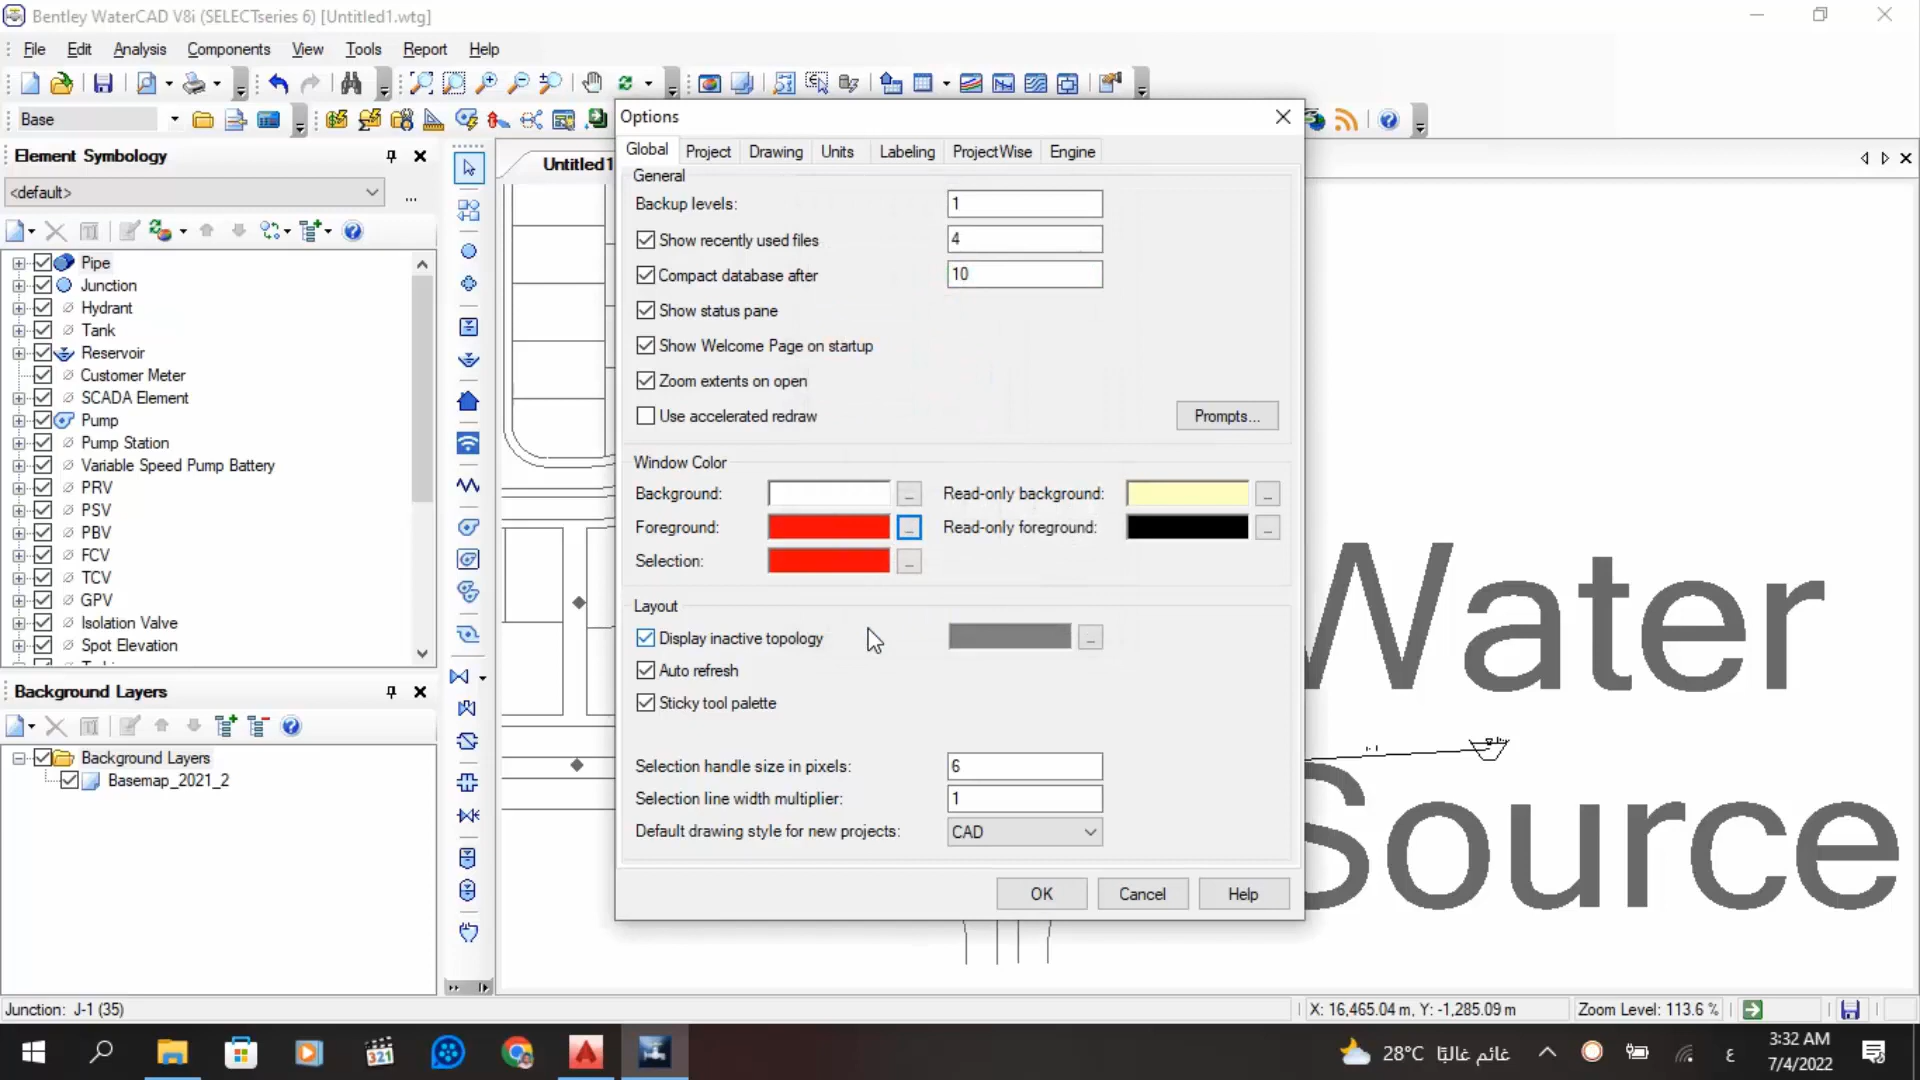 Bentley WaterCAD V8i (SELECTseries 6) [Untitled1.wtg]
File Edit Analysis Components View Tools Report Help
Base
Element Symbology
<default>
...
Pipe
Junction
Hydrant
Tank
Reservoir
Customer Meter
SCADA Element
Pump
Pump Station
Variable Speed Pump Battery
PRV
PSV
PBV
FCV
TCV
GPV
Isolation Valve
Spot Elevation
Background Layers
Background Layers
Basemap_2021_2
Untitled1
Options
Global Project Drawing Units Labeling ProjectWise Engine
General
Backup levels: 1
Show recently used files 4
Compact database after 10
Show status pane
Show Welcome Page on startup
Zoom extents on open
Use accelerated redraw Prompts...
Window Color
Background: ... Read-only background: ...
Foreground: ... Read-only foreground: ...
Selection: ...
Layout
Display inactive topology ...
Auto refresh
Sticky tool palette
Selection handle size in pixels: 6
Selection line width multiplier: 1
Default drawing style for new projects: CAD
OK Cancel Help
Water
Source
Junction: J-1 (35) X: 16,465.04 m, Y: -1,285.09 m Zoom Level: 113.6 %
321
28°C غائم غالبًا ع 3:32 AM
7/4/2022